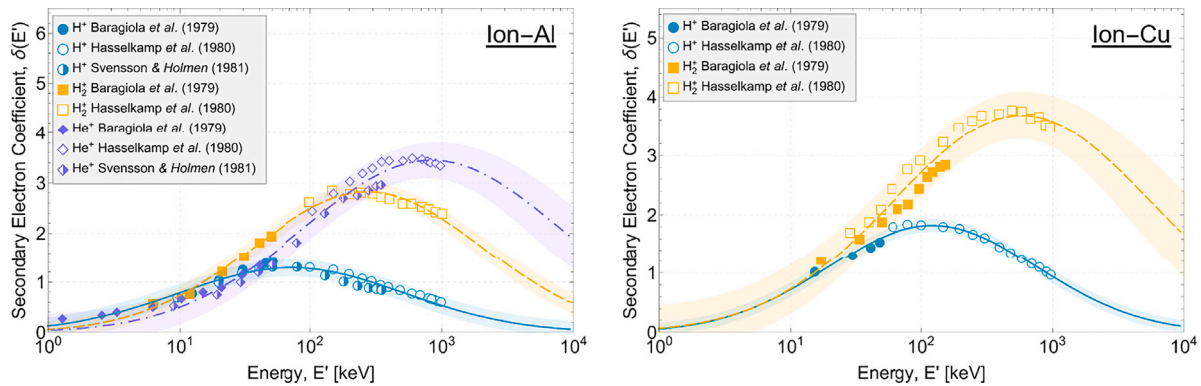 Secondary Electron Coefficient, δ(E')
6
5
4
3
2
1
0
H⁺ Baragiola et al. (1979)
H⁺ Hasselkamp et al. (1980)
H⁺ Svensson & Holmen (1981)
H₂⁺ Baragiola et al. (1979)
H₂⁺ Hasselkamp et al. (1980)
He⁺ Baragiola et al. (1979)
He⁺ Hasselkamp et al. (1980)
He⁺ Svensson & Holmen (1981)
Ion–Al
10⁰ 10¹ 10² 10³ 10⁴
Energy, E' [keV]
Secondary Electron Coefficient, δ(E')
5
4
3
2
1
0
H⁺ Baragiola et al. (1979)
H⁺ Hasselkamp et al. (1980)
H₂⁺ Baragiola et al. (1979)
H₂⁺ Hasselkamp et al. (1980)
Ion–Cu
10⁰ 10¹ 10² 10³ 10⁴
Energy, E' [keV]